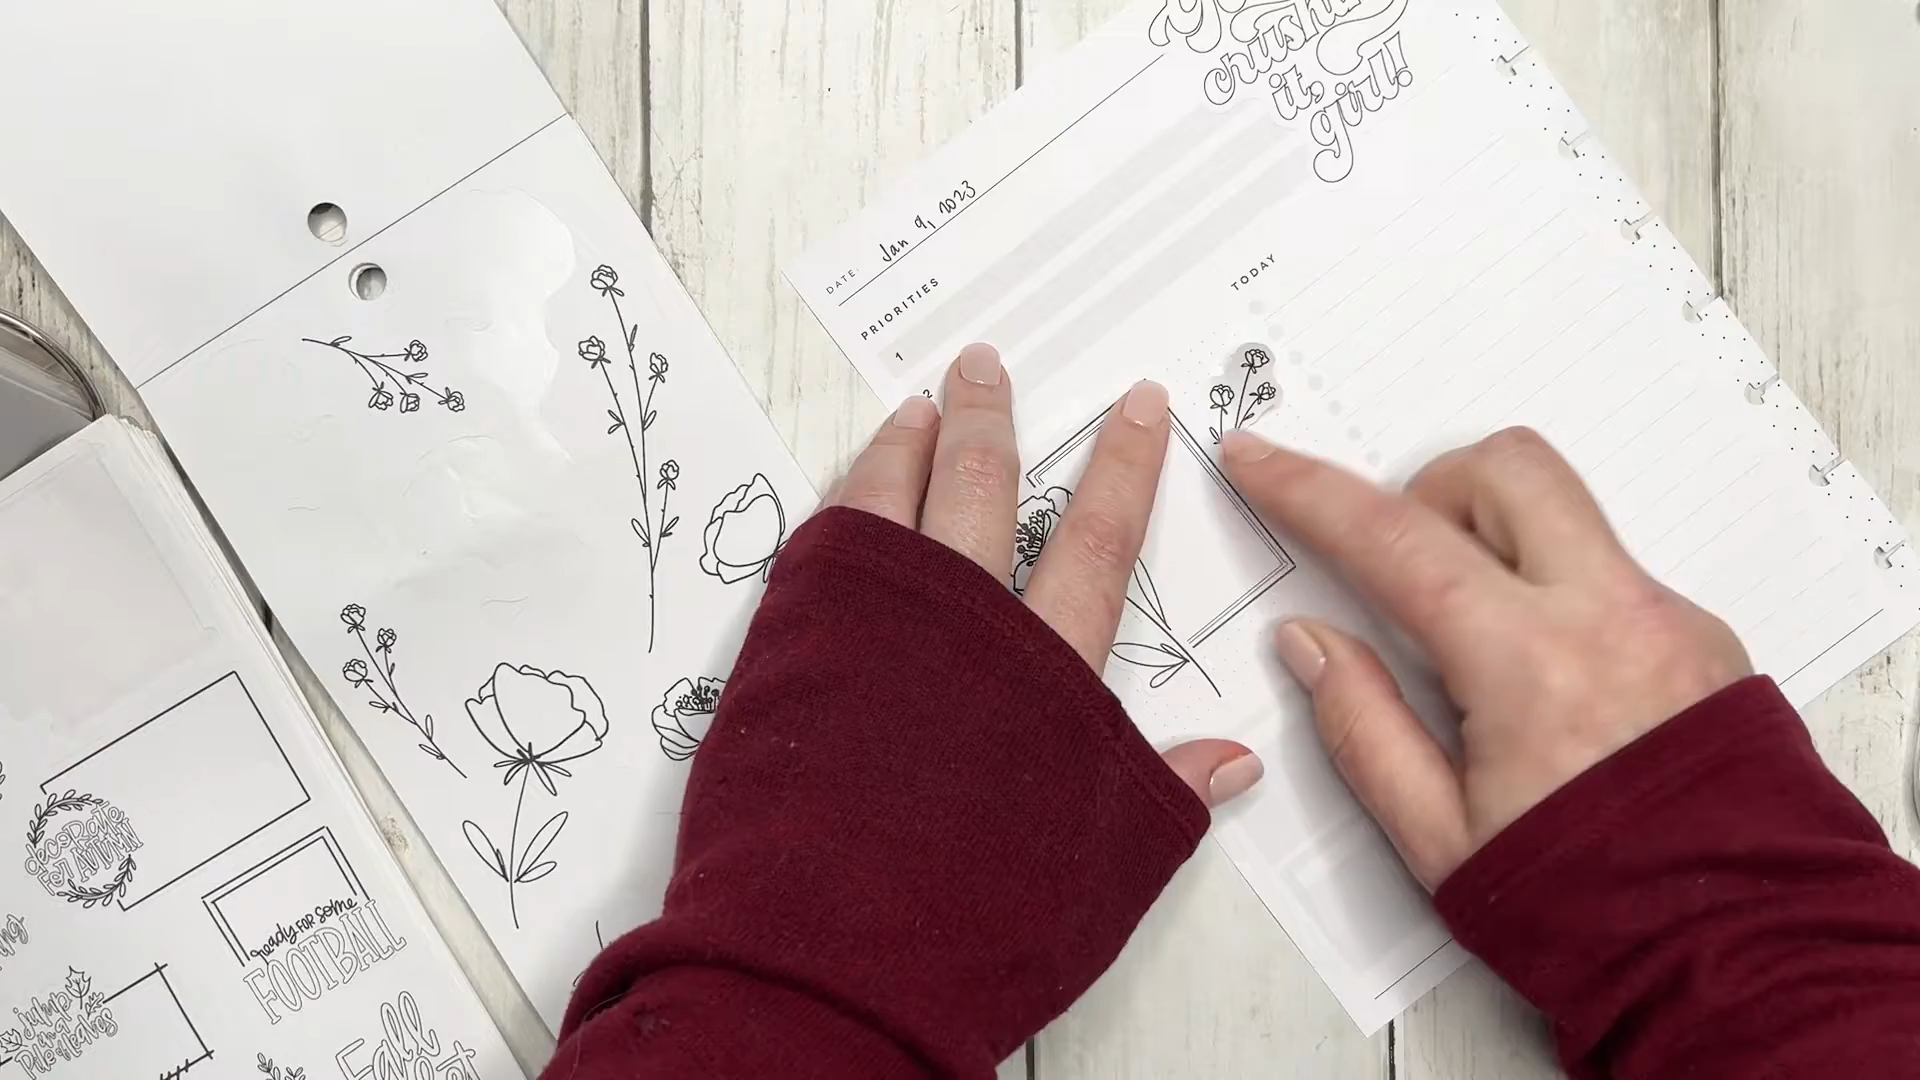 crushing
it,
girl!
DATE: Jan 9, 2023
PRIORITIES
1
2
TODAY
decorate
FOR AUTUMN
ready FOR some
FOOTBALL
jump
in a
Pile of leaves
Fall